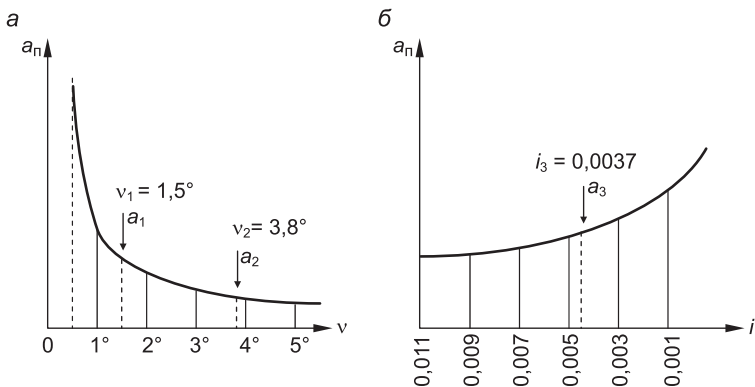 а
aп
ν1 = 1,5°
a1
ν2 = 3,8°
a2
0 1° 2° 3° 4° 5° ν
б
aп
i3 = 0,0037
a3
0,011 0,009 0,007 0,005 0,003 0,001 i